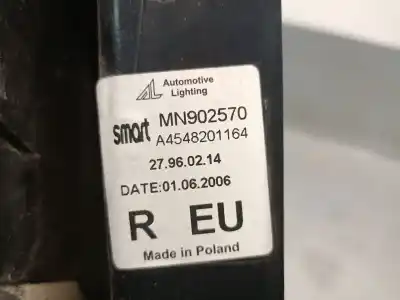 Automotive
Lighting
smart MN902570
A4548201164
27.96.02.14
DATE:01.06.2006
R EU
Made in Poland